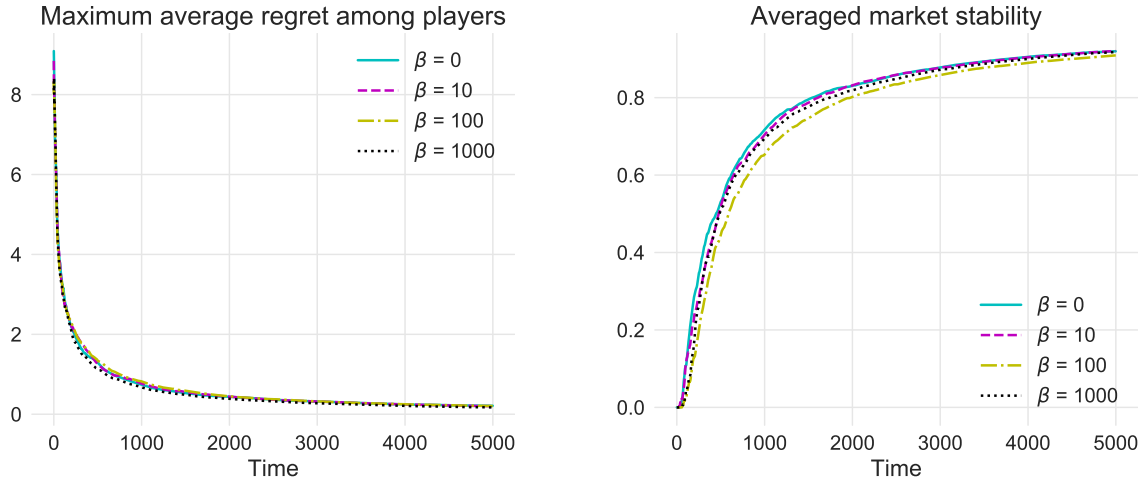 Maximum average regret among players
β = 0
β = 10
β = 100
β = 1000
8
6
4
2
0
0 1000 2000 3000 4000 5000
Time
Averaged market stability
0.8
0.6
0.4
0.2
0.0
β = 0
β = 10
β = 100
β = 1000
0 1000 2000 3000 4000 5000
Time